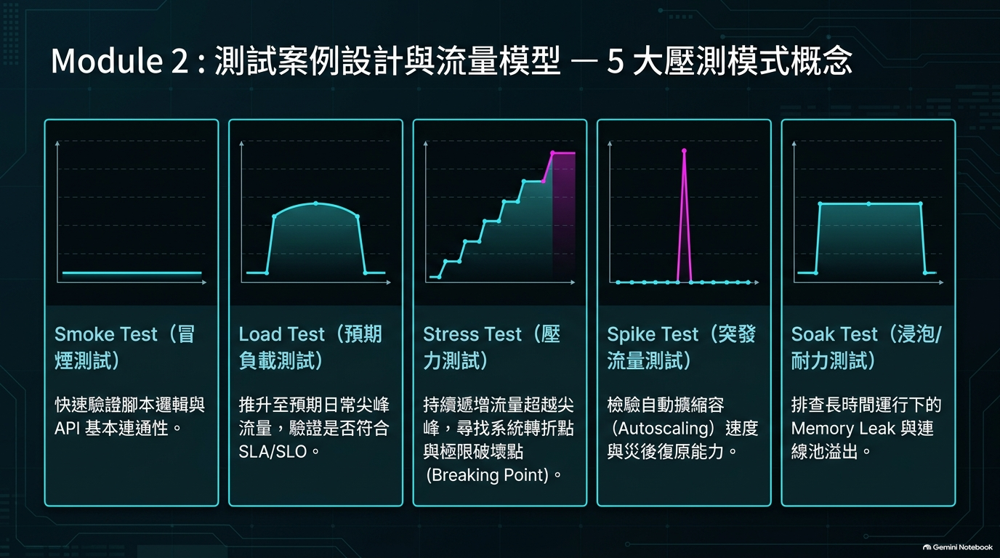 Module 2 : 測試案例設計與流量模型 — 5 大壓測模式概念
Smoke Test（冒
煙測試）
快速驗證腳本邏輯與
API 基本連通性。
Load Test（預期
負載測試）
推升至預期日常尖峰
流量，驗證是否符合
SLA/SLO。
Stress Test（壓
力測試）
持續遞增流量超越尖
峰，尋找系統轉折點
與極限破壞點
(Breaking Point)。
Spike Test（突發
流量測試）
檢驗自動擴縮容
（Autoscaling）速度
與災後復原能力。
Soak Test（浸泡/
耐力測試）
排查長時間運行下的
Memory Leak 與連
線池溢出。
Gemini Notebook